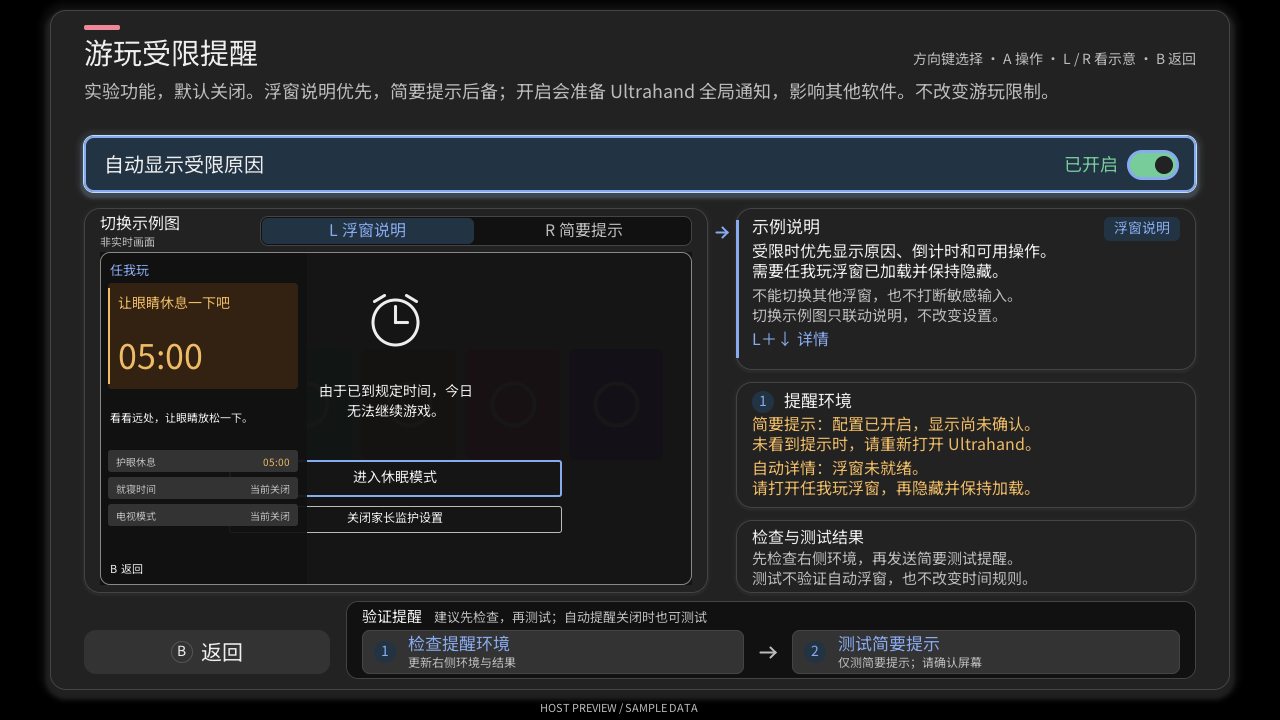 游玩受限提醒
方向键选择 · A 操作 · L / R 看示意 · B 返回
实验功能，默认关闭。浮窗说明优先，简要提示后备；开启会准备 Ultrahand 全局通知，影响其他软件。不改变游玩限制。
自动显示受限原因
已开启
切换示例图
非实时画面
L 浮窗说明
R 简要提示
任我玩
让眼睛休息一下吧
05:00
看看远处，让眼睛放松一下。
护眼休息 05:00
就寝时间 当前关闭
电视模式 当前关闭
B 返回
由于已到规定时间，今日
无法继续游戏。
进入休眠模式
关闭家长监护设置
示例说明
浮窗说明
受限时优先显示原因、倒计时和可用操作。
需要任我玩浮窗已加载并保持隐藏。
不能切换其他浮窗，也不打断敏感输入。
切换示例图只联动说明，不改变设置。
L＋↓ 详情
1 提醒环境
简要提示：配置已开启，显示尚未确认。
未看到提示时，请重新打开 Ultrahand。
自动详情：浮窗未就绪。
请打开任我玩浮窗，再隐藏并保持加载。
检查与测试结果
先检查右侧环境，再发送简要测试提醒。
测试不验证自动浮窗，也不改变时间规则。
B 返回
验证提醒 建议先检查，再测试；自动提醒关闭时也可测试
1 检查提醒环境
更新右侧环境与结果
→
2 测试简要提示
仅测简要提示；请确认屏幕
HOST PREVIEW / SAMPLE DATA